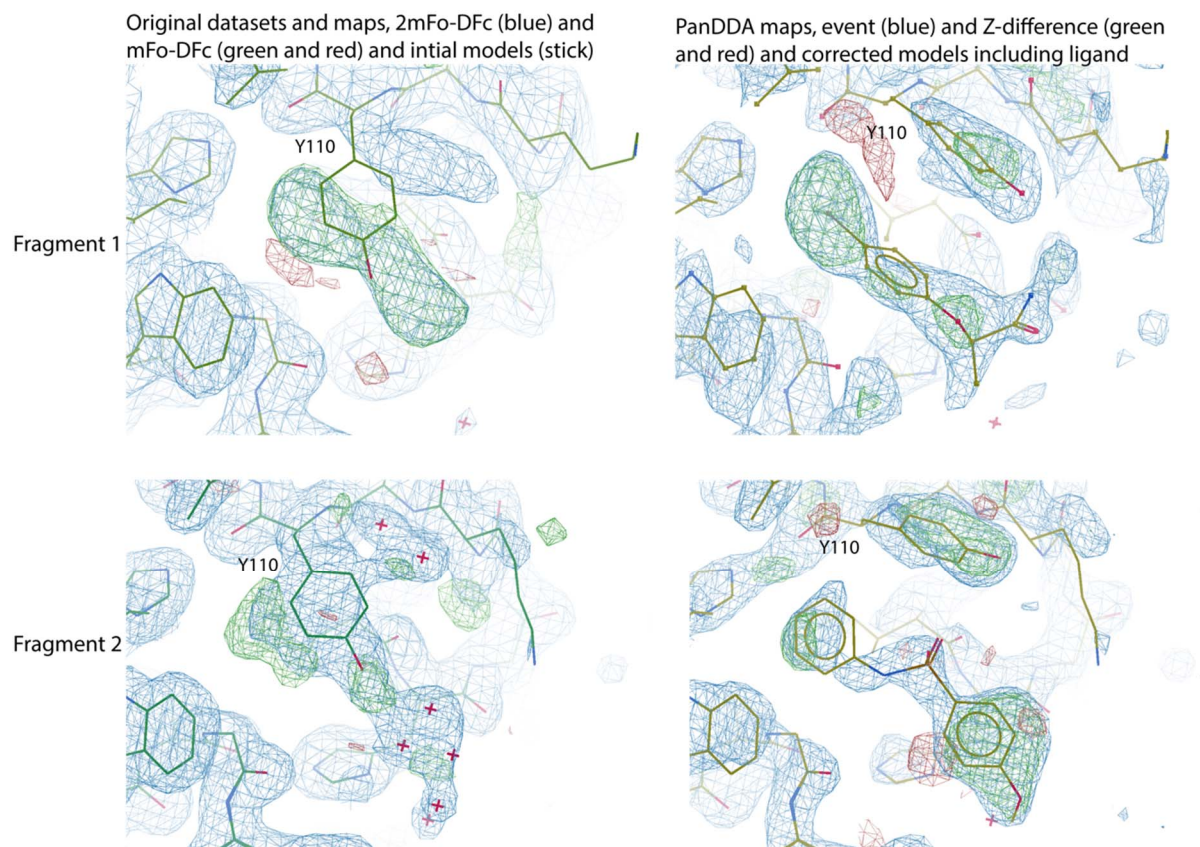 Original datasets and maps, 2mFo-DFc (blue) and
mFo-DFc (green and red) and intial models (stick)
PanDDA maps, event (blue) and Z-difference (green
and red) and corrected models including ligand
Y110
Y110
Fragment 1
Y110
Y110
Fragment 2